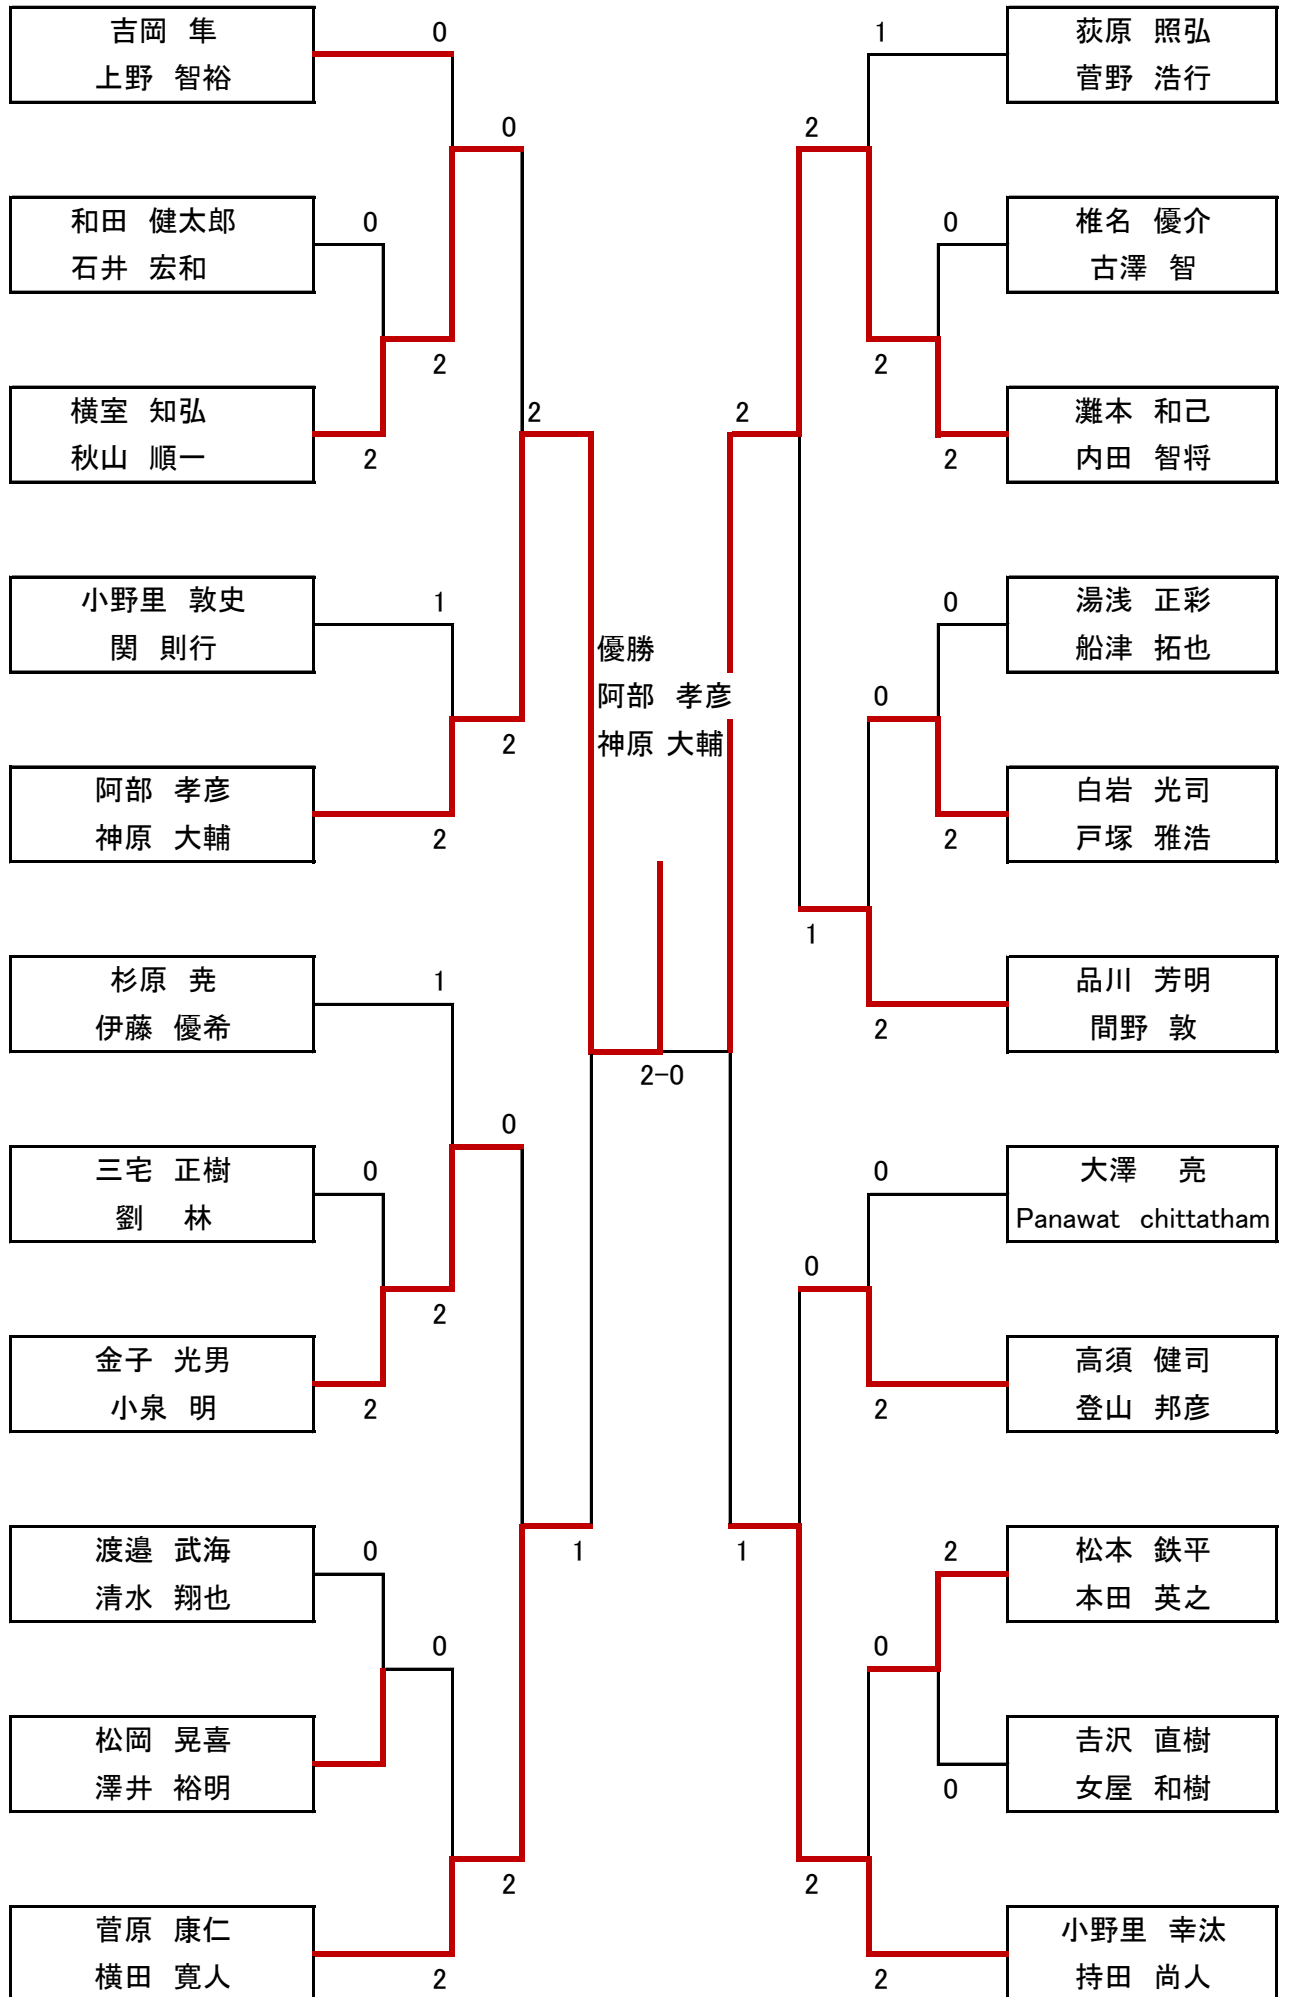 吉岡 隼
上野 智裕
0
0
和田 健太郎
石井 宏和
0
2
横室 知弘
秋山 順一
2
2
小野里 敦史
関 則行
1
2
阿部 孝彦
神原 大輔
2
杉原 尭
伊藤 優希
1
0
三宅 正樹
劉 林
0
2
金子 光男
小泉 明
2
渡邉 武海
清水 翔也
0
1
0
松岡 晃喜
澤井 裕明
2
菅原 康仁
横田 寛人
2
優勝
阿部 孝彦
神原 大輔
2-0
1
荻原 照弘
菅野 浩行
2
0
椎名 優介
古澤 智
2
2
灘本 和己
内田 智将
2
0
湯浅 正彩
船津 拓也
0
白岩 光司
戸塚 雅浩
2
1
品川 芳明
間野 敦
2
0
大澤 亮
Panawat chittatham
0
高須 健司
登山 邦彦
2
1
2
松本 鉄平
本田 英之
0
吉沢 直樹
女屋 和樹
0
2
小野里 幸汰
持田 尚人
2